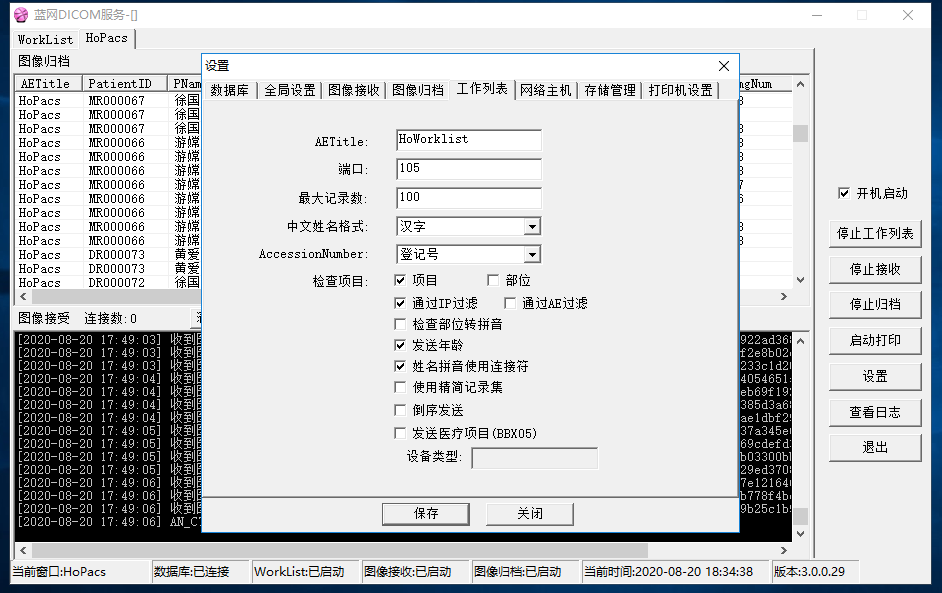 蓝网DICOM服务-[]
WorkList HoPacs
图像归档
AETitle PatientID PNam
HoPacs MR000067 徐国
HoPacs MR000067 徐国
HoPacs MR000067 徐国
HoPacs MR000066 游嫦
HoPacs MR000066 游嫦
HoPacs MR000066 游嫦
HoPacs MR000066 游嫦
HoPacs MR000066 游嫦
HoPacs MR000066 游嫦
HoPacs MR000066 游嫦
HoPacs MR000066 游嫦
HoPacs DR000073 黄爱
HoPacs DR000073 黄爱
HoPacs DR000072 徐国
图像接受 连接数:0
[2020-08-20 17:49:03] 收到
[2020-08-20 17:49:03] 收到
[2020-08-20 17:49:03] 收到
[2020-08-20 17:49:04] 收到
[2020-08-20 17:49:04] 收到
[2020-08-20 17:49:04] 收到
[2020-08-20 17:49:04] 收到
[2020-08-20 17:49:05] 收到
[2020-08-20 17:49:05] 收到
[2020-08-20 17:49:05] 收到
[2020-08-20 17:49:05] 收到
[2020-08-20 17:49:06] 收到
[2020-08-20 17:49:06] 收到
[2020-08-20 17:49:06] 收到
[2020-08-20 17:49:06] AN_C
设置
数据库 全局设置 图像接收 图像归档 工作列表 网络主机 存储管理 打印机设置
AETitle: HoWorklist
端口: 105
最大记录数: 100
中文姓名格式: 汉字
AccessionNumber: 登记号
检查项目: 项目 部位
通过IP过滤 通过AE过滤
检查部位转拼音
发送年龄
姓名拼音使用连接符
使用精简记录集
倒序发送
发送医疗项目(BBX05)
设备类型:
保存 关闭
ngNum
922ad36
f2e8b02
233c1d2
4054651
eb69f19
385d3a6
ae1dbf2
37a345e
69cdefd
b03300b
29ed370
7e12164
b778f4b
9b25c1b
开机启动
停止工作列表
停止接收
停止归档
启动打印
设置
查看日志
退出
当前窗口:HoPacs 数据库:已连接 WorkList:已启动 图像接收:已启动 图像归档:已启动 当前时间:2020-08-20 18:34:38 版本:3.0.0.29